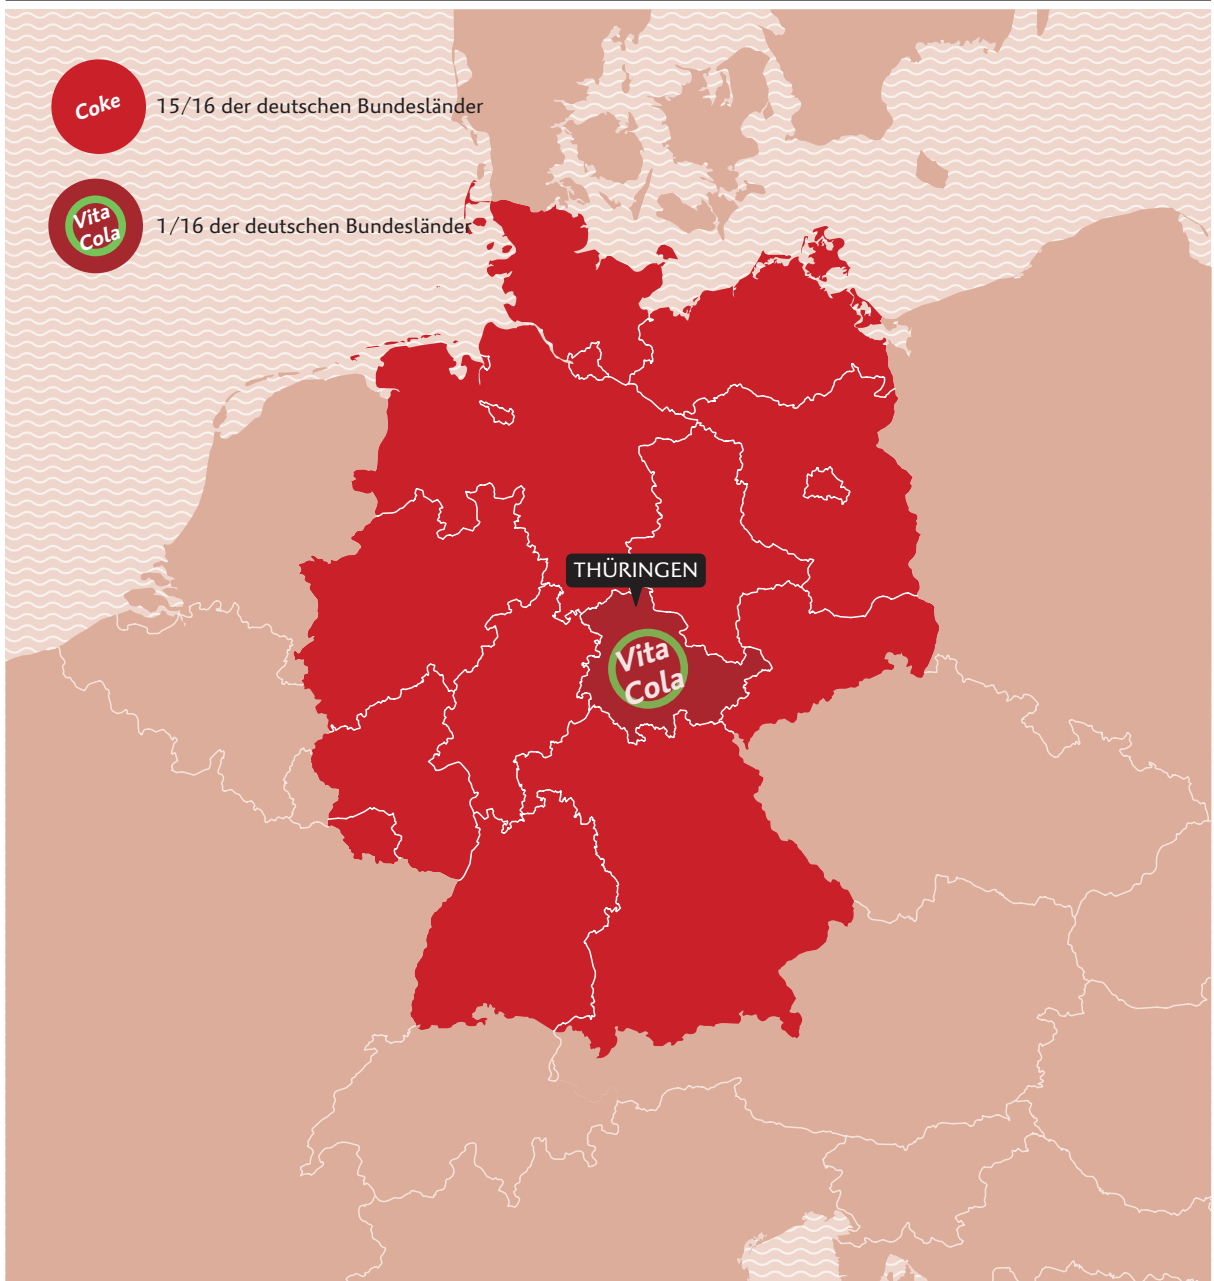 Coke
15/16 der deutschen Bundesländer
Vita
Cola
1/16 der deutschen Bundesländer
THÜRINGEN
Vita
Cola